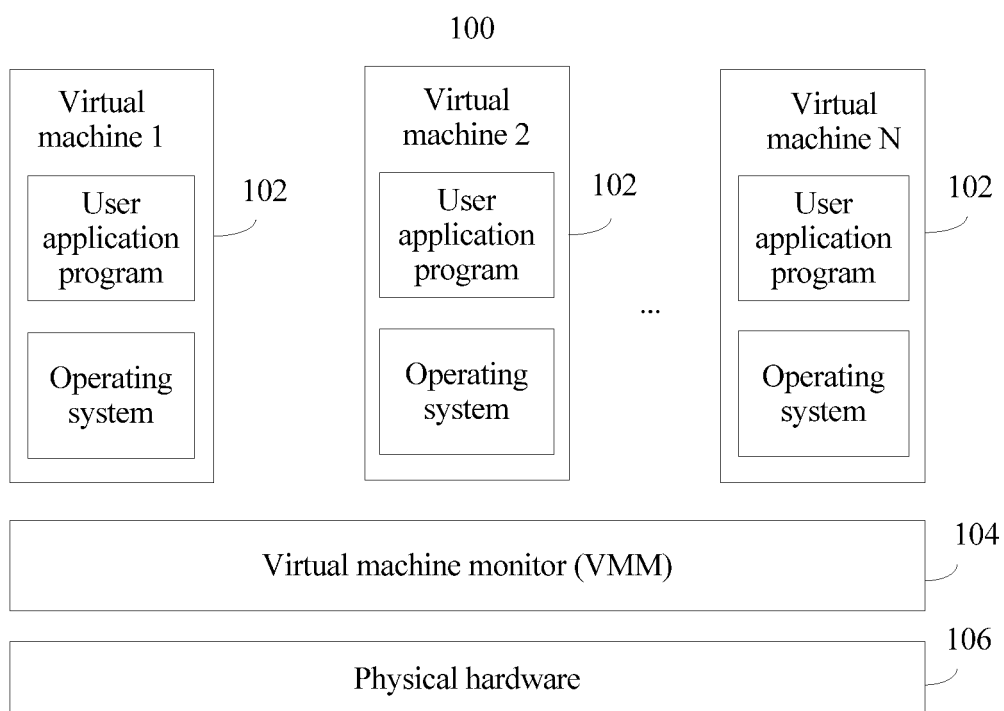 100
Virtual
machine 1
User
application
program
Operating
system
102
Virtual
machine 2
User
application
program
Operating
system
102
...
Virtual
machine N
User
application
program
Operating
system
102
Virtual machine monitor (VMM)
104
Physical hardware
106